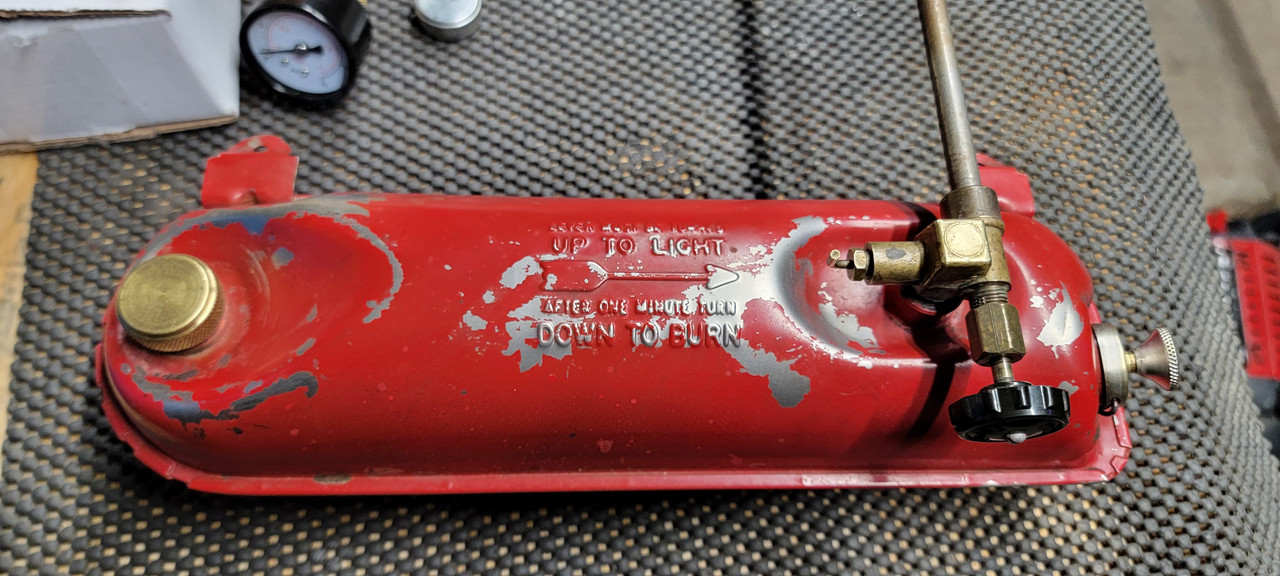 UP TO LIGHT
AFTER ONE MINUTE TURN
DOWN TO BURN